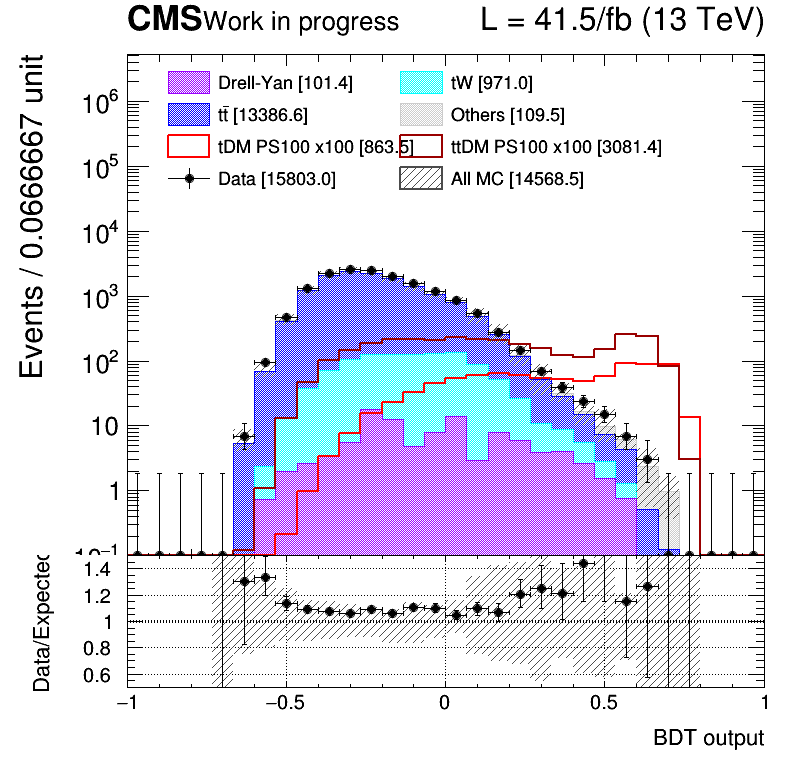 CMS Work in progress L = 41.5/fb (13 TeV)
Events / 0.0666667 unit
Drell-Yan [101.4] tW [971.0]
tt̄ [13386.6] Others [109.5]
tDM PS100 x100 [863.5] ttDM PS100 x100 [3081.4]
Data [15803.0] All MC [14568.5]
10⁶
10⁵
10⁴
10³
10²
10
1
10⁻¹
Data/Expected
1.4
1.2
1
0.8
0.6
−1 −0.5 0 0.5 1
BDT output